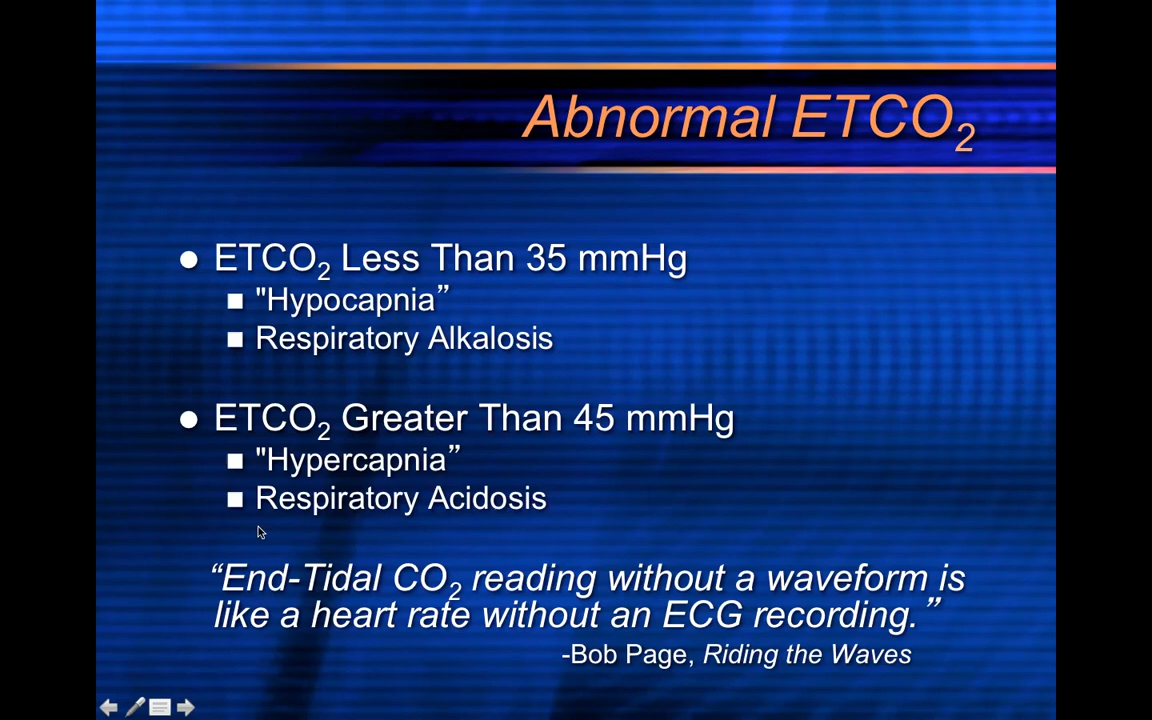 Abnormal ETCO₂
ETCO₂ Less Than 35 mmHg
"Hypocapnia”
Respiratory Alkalosis
ETCO₂ Greater Than 45 mmHg
"Hypercapnia”
Respiratory Acidosis
“End-Tidal CO₂ reading without a waveform is
like a heart rate without an ECG recording.”
-Bob Page, Riding the Waves